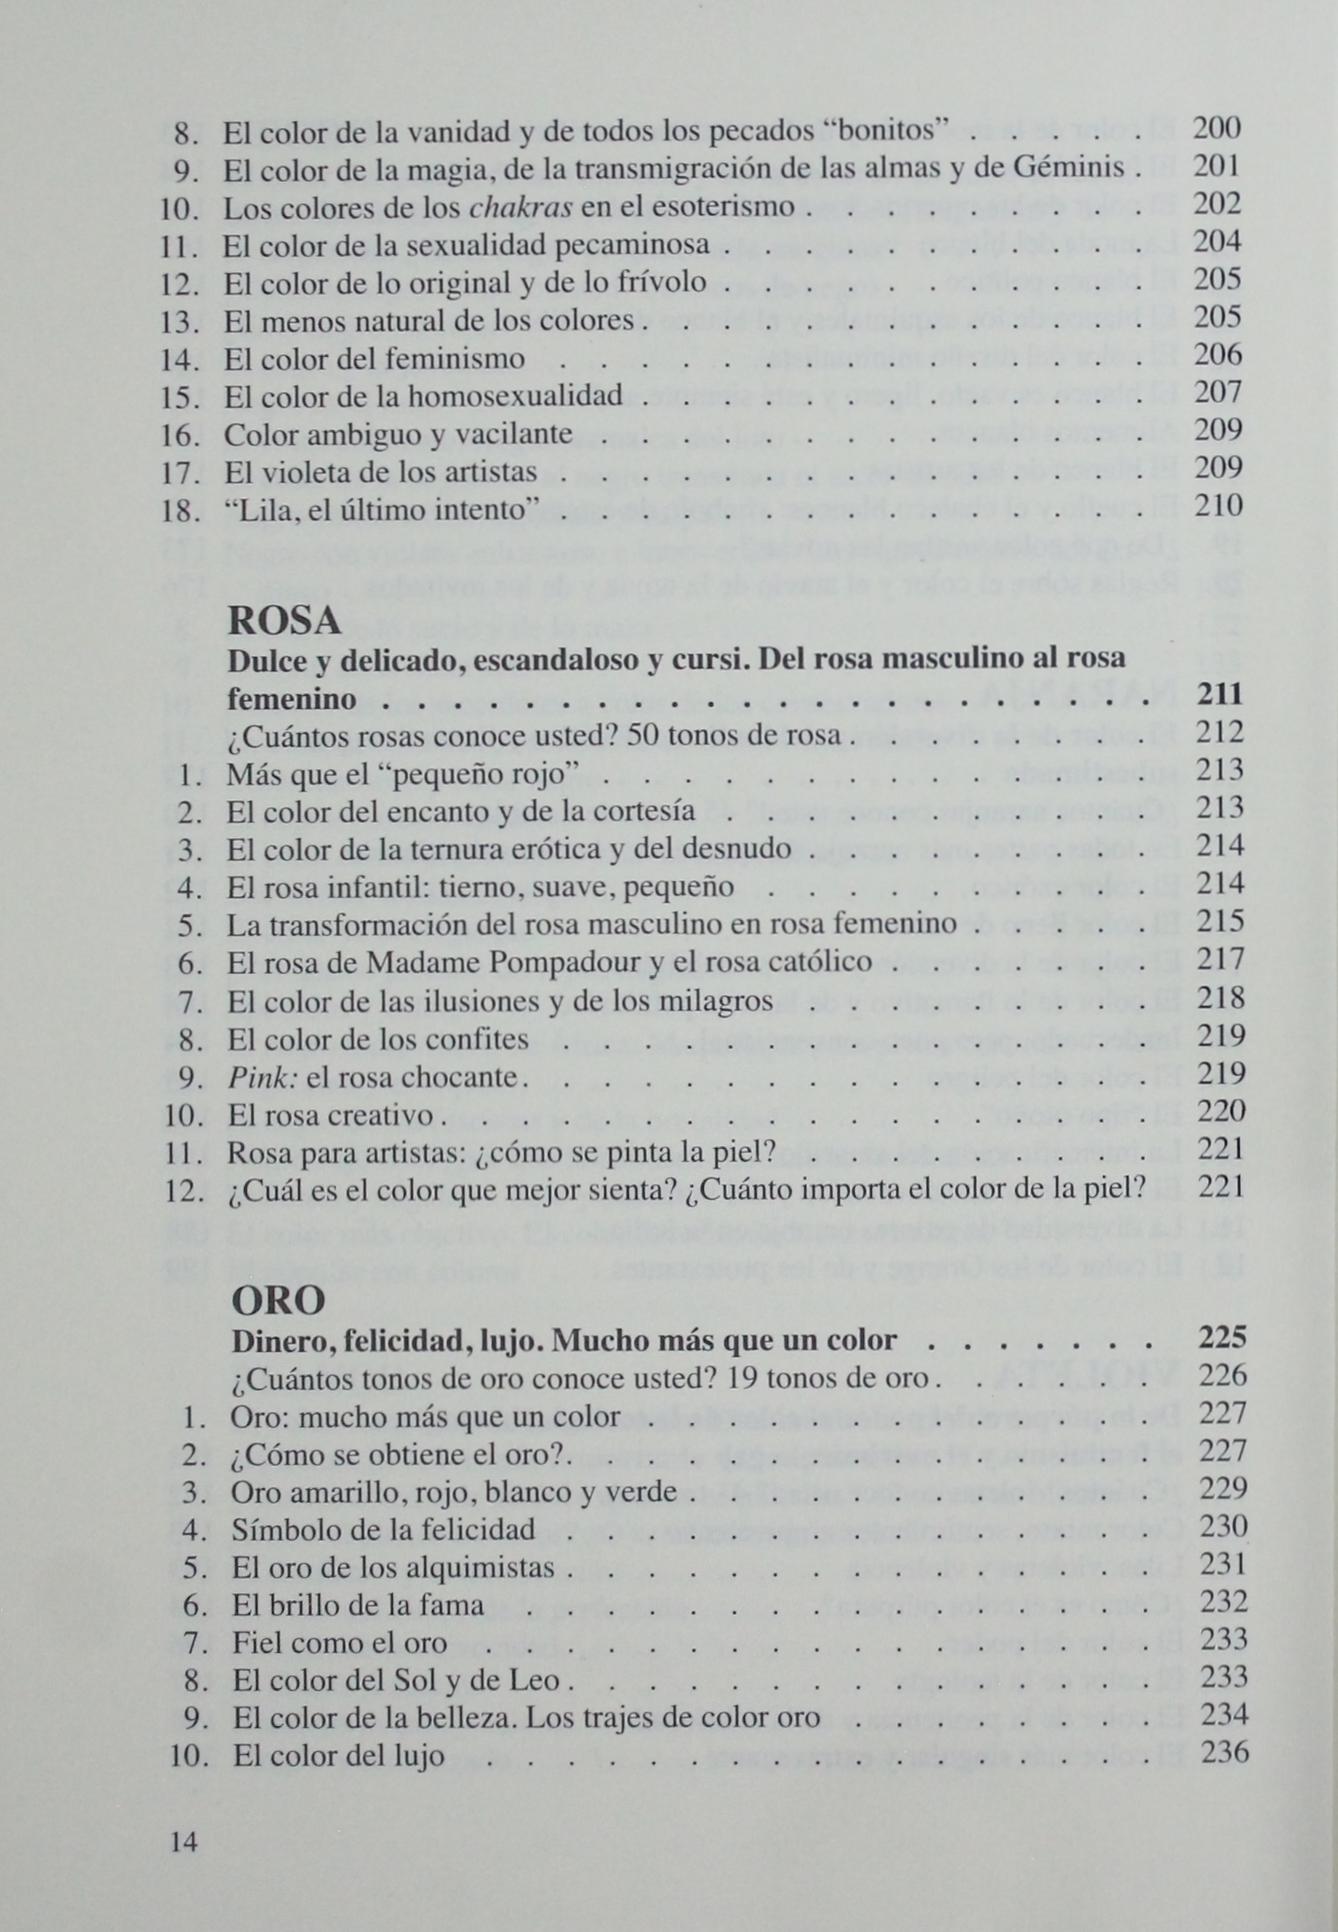 8. El color de la vanidad y de todos los pecados “bonitos” . . . . . 200
9. El color de la magia, de la transmigración de las almas y de Géminis . 201
10. Los colores de los chakras en el esoterismo . . . . . . . . . 202
11. El color de la sexualidad pecaminosa . . . . . . . . . . . 204
12. El color de lo original y de lo frívolo . . . . . . . . . . . 205
13. El menos natural de los colores . . . . . . . . . . . . . 205
14. El color del feminismo . . . . . . . . . . . . . . . 206
15. El color de la homosexualidad . . . . . . . . . . . . . 207
16. Color ambiguo y vacilante . . . . . . . . . . . . . . 209
17. El violeta de los artistas . . . . . . . . . . . . . . . 209
18. “Lila, el último intento” . . . . . . . . . . . . . . . 210
ROSA
Dulce y delicado, escandaloso y cursi. Del rosa masculino al rosa
femenino . . . . . . . . . . . . . . . . . . . . . . 211
¿Cuántos rosas conoce usted? 50 tonos de rosa . . . . . . . . 212
1. Más que el “pequeño rojo” . . . . . . . . . . . . . . 213
2. El color del encanto y de la cortesía . . . . . . . . . . . 213
3. El color de la ternura erótica y del desnudo . . . . . . . . . 214
4. El rosa infantil: tierno, suave, pequeño . . . . . . . . . . 214
5. La transformación del rosa masculino en rosa femenino . . . . . 215
6. El rosa de Madame Pompadour y el rosa católico . . . . . . . 217
7. El color de las ilusiones y de los milagros . . . . . . . . . 218
8. El color de los confites . . . . . . . . . . . . . . . 219
9. Pink: el rosa chocante . . . . . . . . . . . . . . . . 219
10. El rosa creativo . . . . . . . . . . . . . . . . . . 220
11. Rosa para artistas: ¿cómo se pinta la piel? . . . . . . . . . 221
12. ¿Cuál es el color que mejor sienta? ¿Cuánto importa el color de la piel? 221
ORO
Dinero, felicidad, lujo. Mucho más que un color . . . . . . . 225
¿Cuántos tonos de oro conoce usted? 19 tonos de oro . . . . . . 226
1. Oro: mucho más que un color . . . . . . . . . . . . . 227
2. ¿Cómo se obtiene el oro? . . . . . . . . . . . . . . . 227
3. Oro amarillo, rojo, blanco y verde . . . . . . . . . . . . 229
4. Símbolo de la felicidad . . . . . . . . . . . . . . . 230
5. El oro de los alquimistas . . . . . . . . . . . . . . . 231
6. El brillo de la fama . . . . . . . . . . . . . . . . 232
7. Fiel como el oro . . . . . . . . . . . . . . . . . 233
8. El color del Sol y de Leo . . . . . . . . . . . . . . . 233
9. El color de la belleza. Los trajes de color oro . . . . . . . . 234
10. El color del lujo . . . . . . . . . . . . . . . . . 236
14